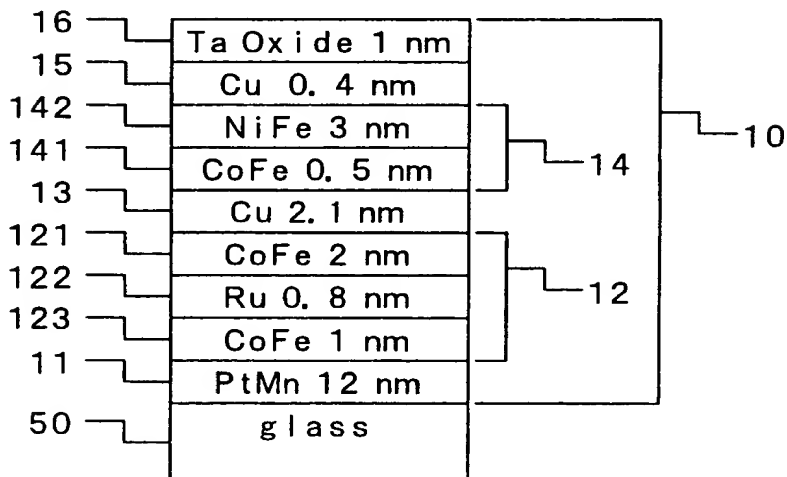 16
Ta Oxide 1 nm
15
Cu 0.4 nm
142
NiFe 3 nm
10
141
CoFe 0.5 nm
14
13
Cu 2.1 nm
121
CoFe 2 nm
122
Ru 0.8 nm
12
123
CoFe 1 nm
11
PtMn 12 nm
50
glass